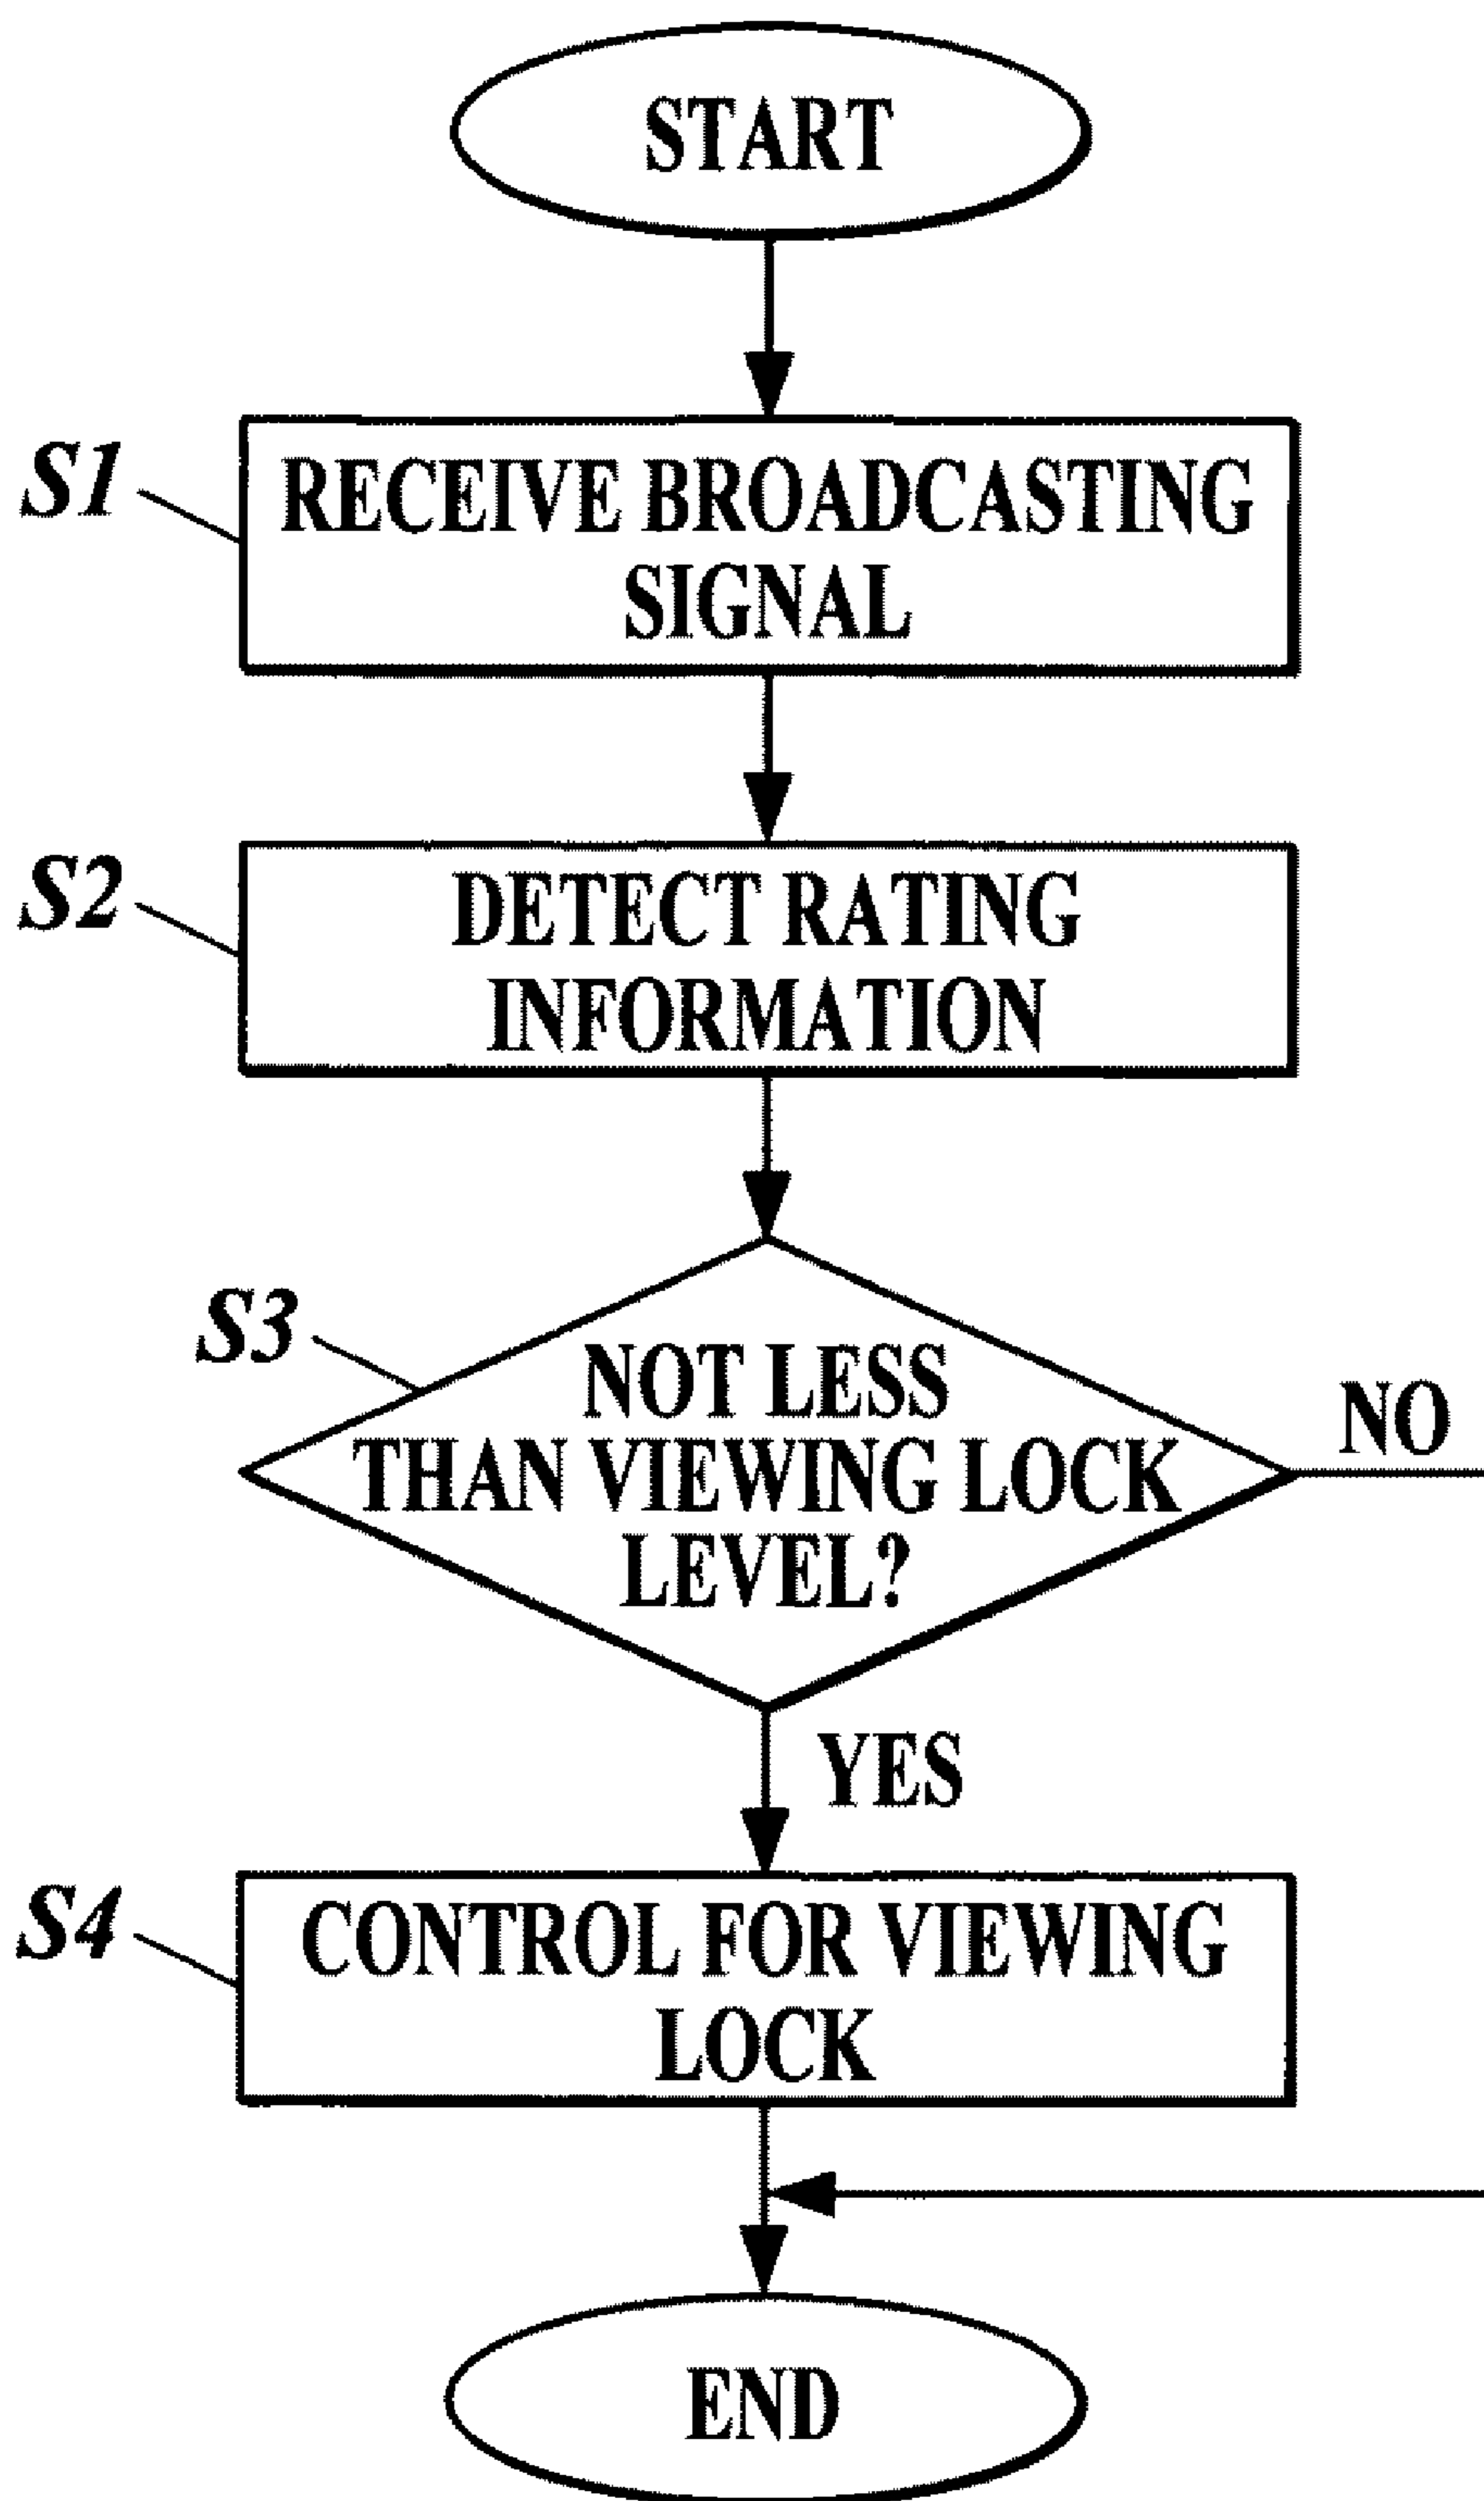 START
S1
RECEIVE BROADCASTING
SIGNAL
S2
DETECT RATING
INFORMATION
S3
NOT LESS
THAN VIEWING LOCK
LEVEL?
NO
YES
S4
CONTROL FOR VIEWING
LOCK
END